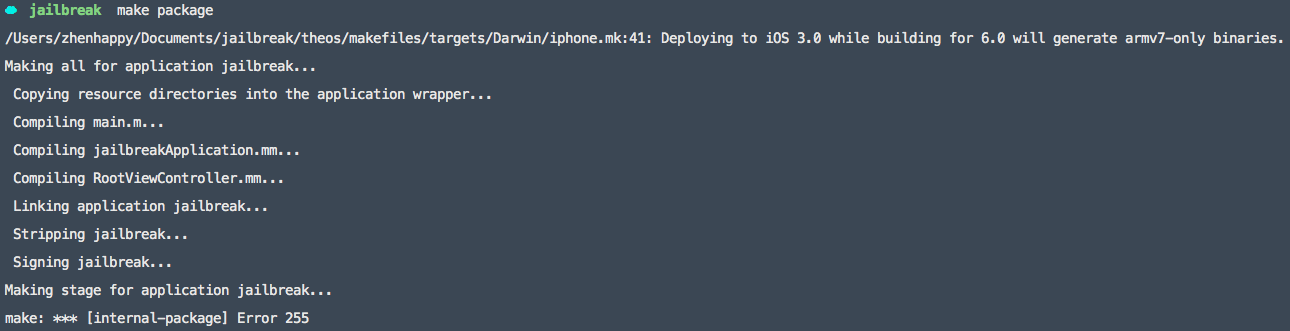 jailbreak make package
/Users/zhenhappy/Documents/jailbreak/theos/makefiles/targets/Darwin/iphone.mk:41: Deploying to iOS 3.0 while building for 6.0 will generate armv7-only binaries.
Making all for application jailbreak...
Copying resource directories into the application wrapper...
Compiling main.m...
Compiling jailbreakApplication.mm...
Compiling RootViewController.mm...
Linking application jailbreak...
Stripping jailbreak...
Signing jailbreak...
Making stage for application jailbreak...
make: *** [internal-package] Error 255